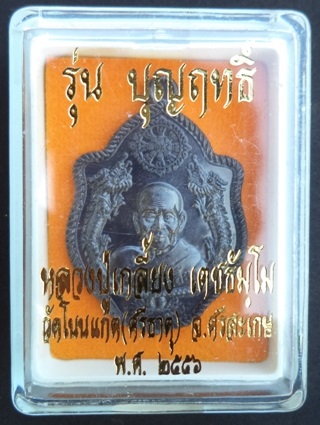 รุ่น บุญฤทธิ์
หลวงปู่เกลี้ยง เตชธมฺโม
วัดโนนแกด(ศรีธาตุ) จ.ศรีสะเกษ
พ.ศ. ๒๕๕๖